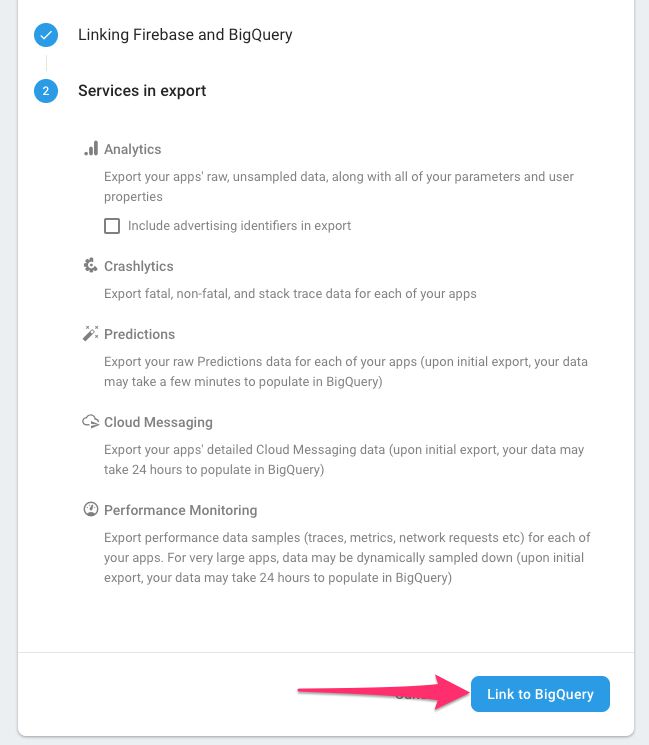 Linking Firebase and BigQuery
2
Services in export
Analytics
Export your apps' raw, unsampled data, along with all of your parameters and user
properties
Include advertising identifiers in export
Crashlytics
Export fatal, non-fatal, and stack trace data for each of your apps
Predictions
Export your raw Predictions data for each of your apps (upon initial export, your data
may take a few minutes to populate in BigQuery)
Cloud Messaging
Export your apps' detailed Cloud Messaging data (upon initial export, your data may
take 24 hours to populate in BigQuery)
Performance Monitoring
Export performance data samples (traces, metrics, network requests etc) for each of
your apps. For very large apps, data may be dynamically sampled down (upon initial
export, your data may take 24 hours to populate in BigQuery)
Link to BigQuery